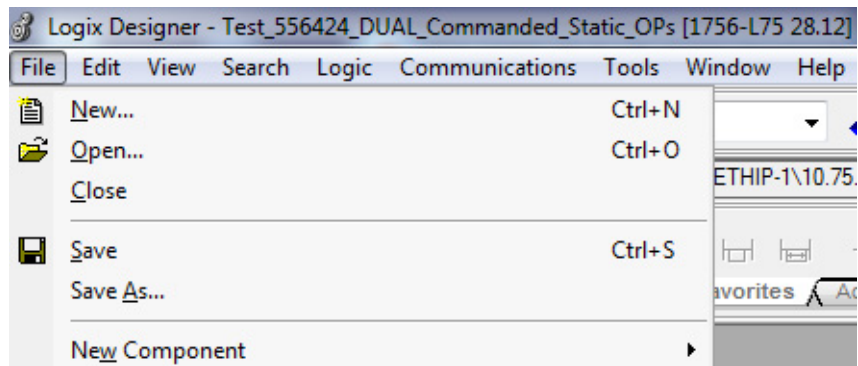 Logix Designer - Test_556424_DUAL_Commanded_Static_OPs [1756-L75 28.12]
File Edit View Search Logic Communications Tools Window Help
New... Ctrl+N
Open... Ctrl+O
ETHIP-1\10.75.
Close
Save Ctrl+S
Save As...
avorites Ad
New Component